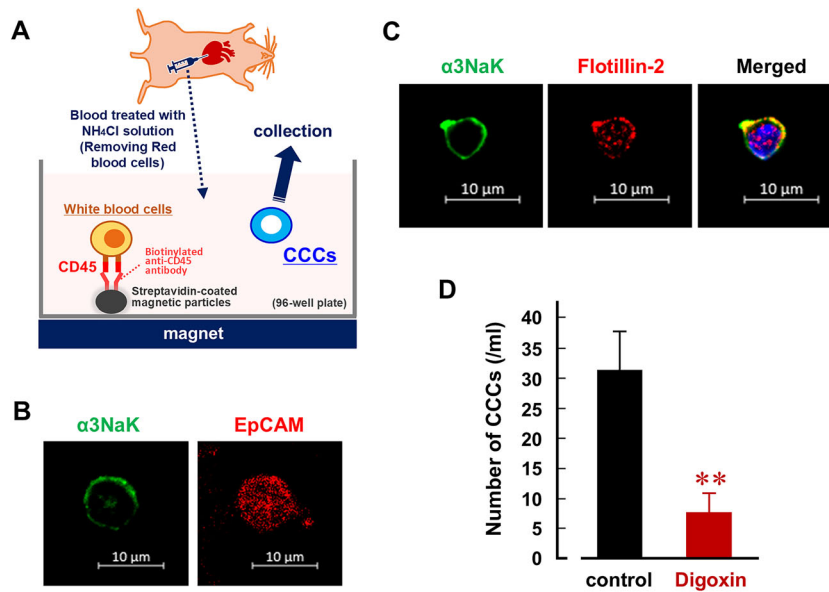 A
Blood treated with
NH₄Cl solution
(Removing Red
blood cells)
collection
White blood cells
CD45
Biotinylated
anti-CD45
antibody
CCCs
Streptavidin-coated
magnetic particles
(96-well plate)
magnet
B
α3NaK
EpCAM
10 µm
10 µm
C
α3NaK
Flotillin-2
Merged
10 µm
10 µm
10 µm
D
Number of CCCs (/ml)
40
35
30
25
20
15
10
5
0
**
control
Digoxin